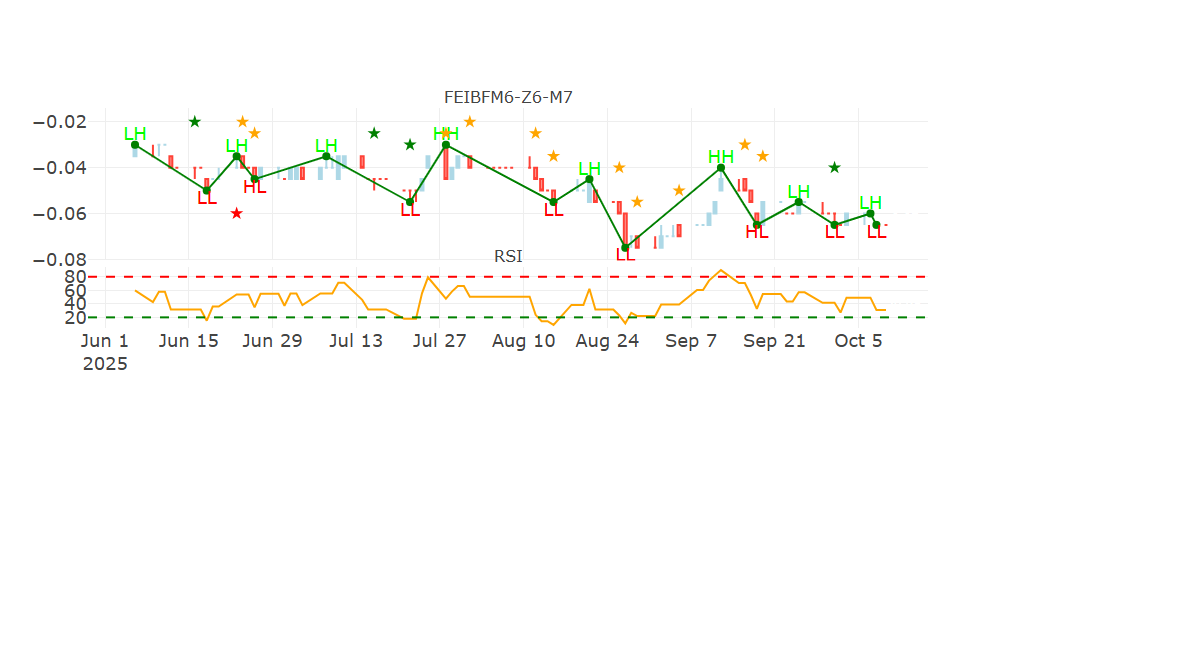 FEIBFM6-Z6-M7
−0.02
−0.04
−0.06
−0.08
LH
LL
LH
HL
LH
LL
HH
LL
LH
LL
HH
HL
LH
LL
LH
LL
RSI
80
60
40
20
Jun 1
2025
Jun 15
Jun 29
Jul 13
Jul 27
Aug 10
Aug 24
Sep 7
Sep 21
Oct 5